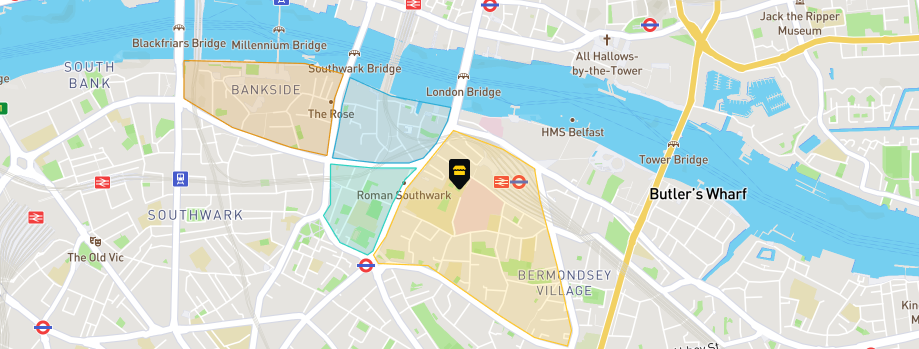 Jack the Ripper
Museum
Blackfriars Bridge
Millennium Bridge
All Hallows-
by-the-Tower
SOUTH
BANK
Southwark Bridge
BANKSIDE
London Bridge
The Rose
HMS Belfast
Tower Bridge
Roman Southwark
Butler's Wharf
SOUTHWARK
The Old Vic
BERMONDSEY
VILLAGE